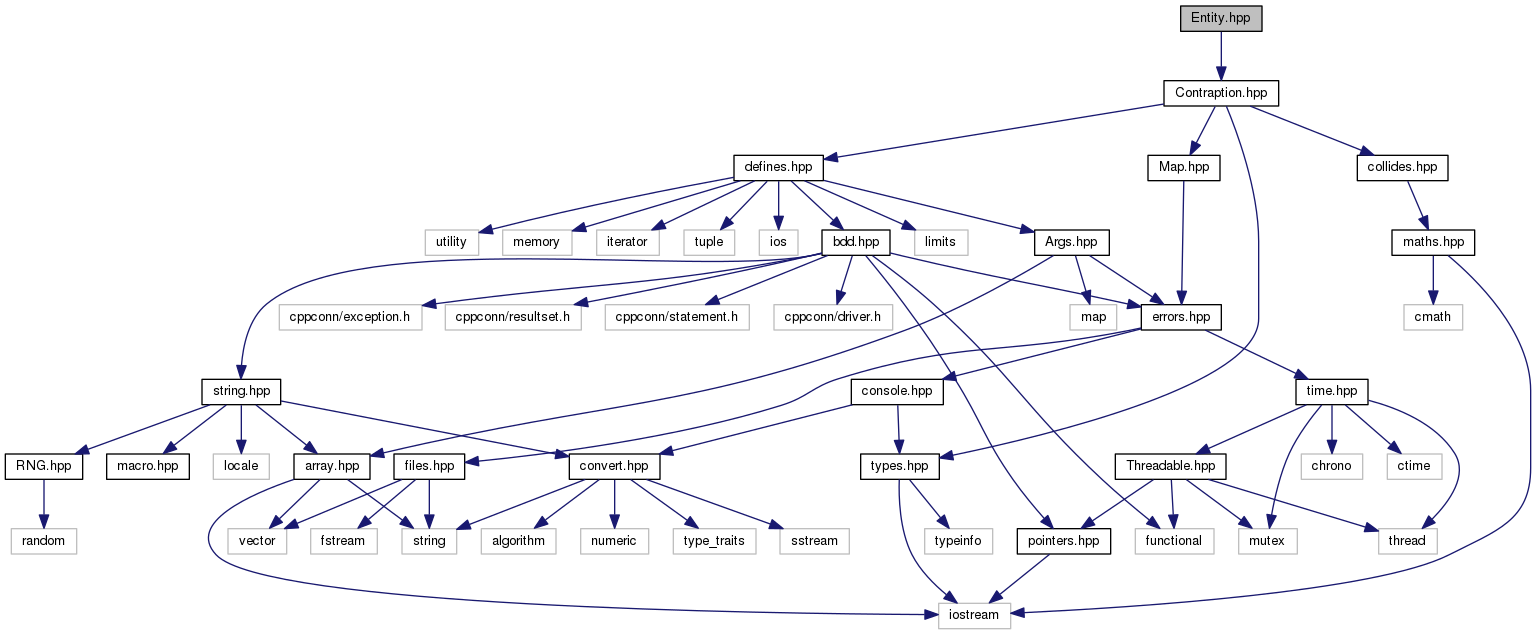 Entity.hpp
Contraption.hpp
defines.hpp
Map.hpp
collides.hpp
utility
memory
iterator
tuple
ios
bdd.hpp
limits
Args.hpp
maths.hpp
cppconn/exception.h
cppconn/resultset.h
cppconn/statement.h
cppconn/driver.h
map
errors.hpp
cmath
string.hpp
console.hpp
time.hpp
RNG.hpp
macro.hpp
locale
array.hpp
files.hpp
convert.hpp
types.hpp
Threadable.hpp
chrono
ctime
random
vector
fstream
string
algorithm
numeric
type_traits
sstream
typeinfo
pointers.hpp
functional
mutex
thread
iostream